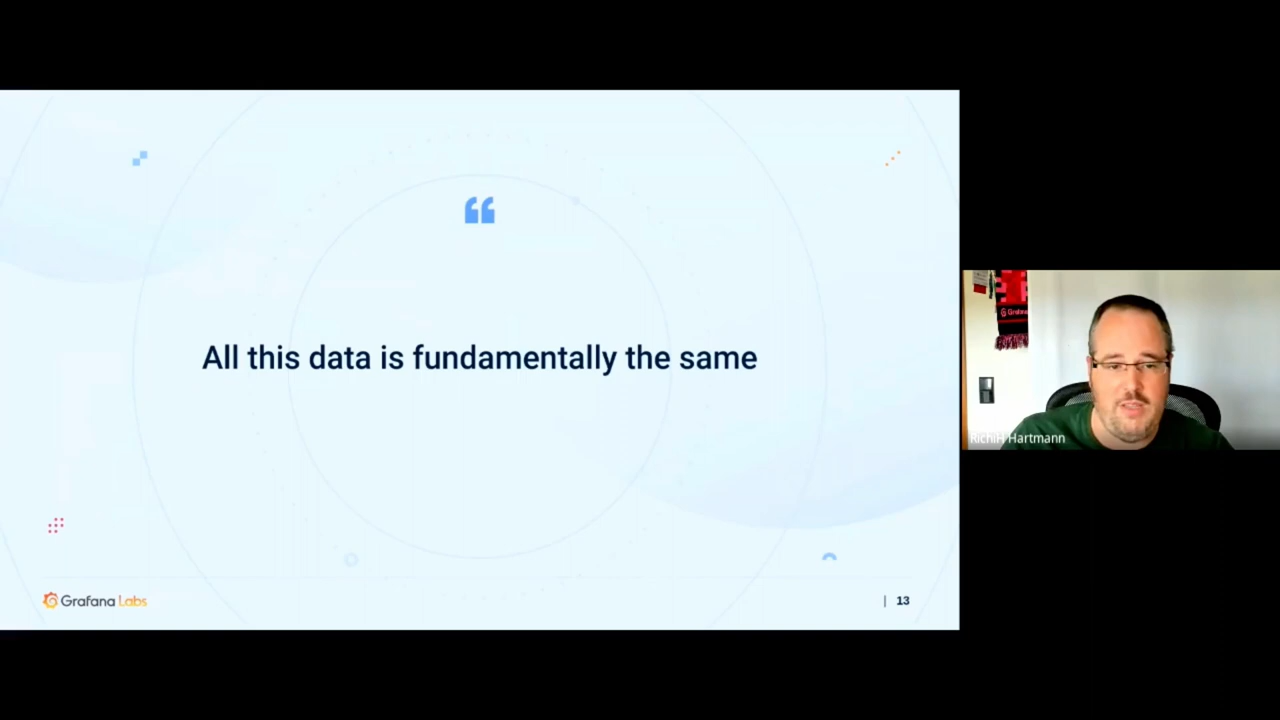 ❝
All this data is fundamentally the same
Grafana Labs
| 13
RichiH Hartmann